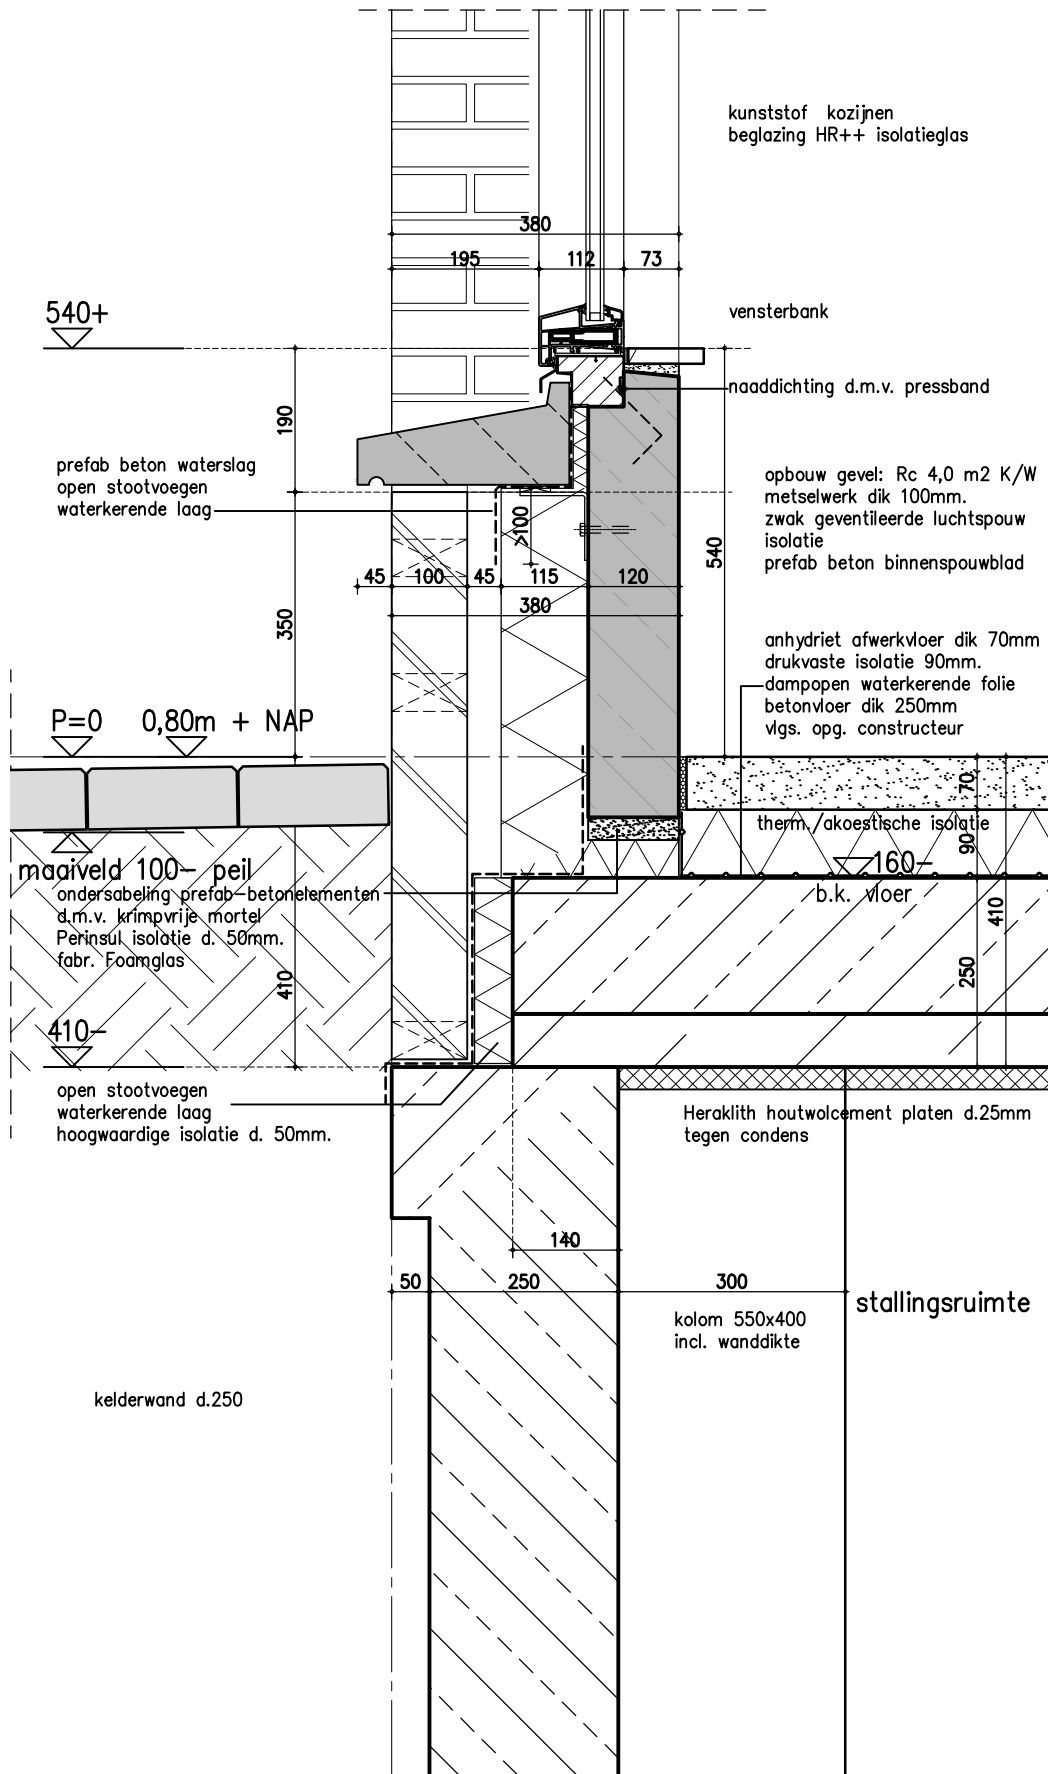 kunststof kozijnen
beglazing HR++ isolatieglas
380
195 112 73
540+
vensterbank
naaddichting d.m.v. pressband
190
prefab beton waterslag
open stootvoegen
waterkerende laag
opbouw gevel: Rc 4,0 m2 K/W
metselwerk dik 100mm.
zwak geventileerde luchtspouw
isolatie
prefab beton binnenspouwblad
>100
540
45 100 45 115 120
380
350
anhydriet afwerkvloer dik 70mm
drukvaste isolatie 90mm.
dampopen waterkerende folie
betonvloer dik 250mm
vlgs. opg. constructeur
P=0 0,80m + NAP
70
therm./akoestische isolatie
90
maaiveld 100- peil
160-
b.k. vloer
ondersabeling prefab-betonelementen
d.m.v. krimpvrije mortel
Perinsul isolatie d. 50mm.
fabr. Foamglas
410
250
410
410-
open stootvoegen
waterkerende laag
hoogwaardige isolatie d. 50mm.
Heraklith houtwolcement platen d.25mm
tegen condens
140
50 250 300
stallingsruimte
kolom 550x400
incl. wanddikte
kelderwand d.250